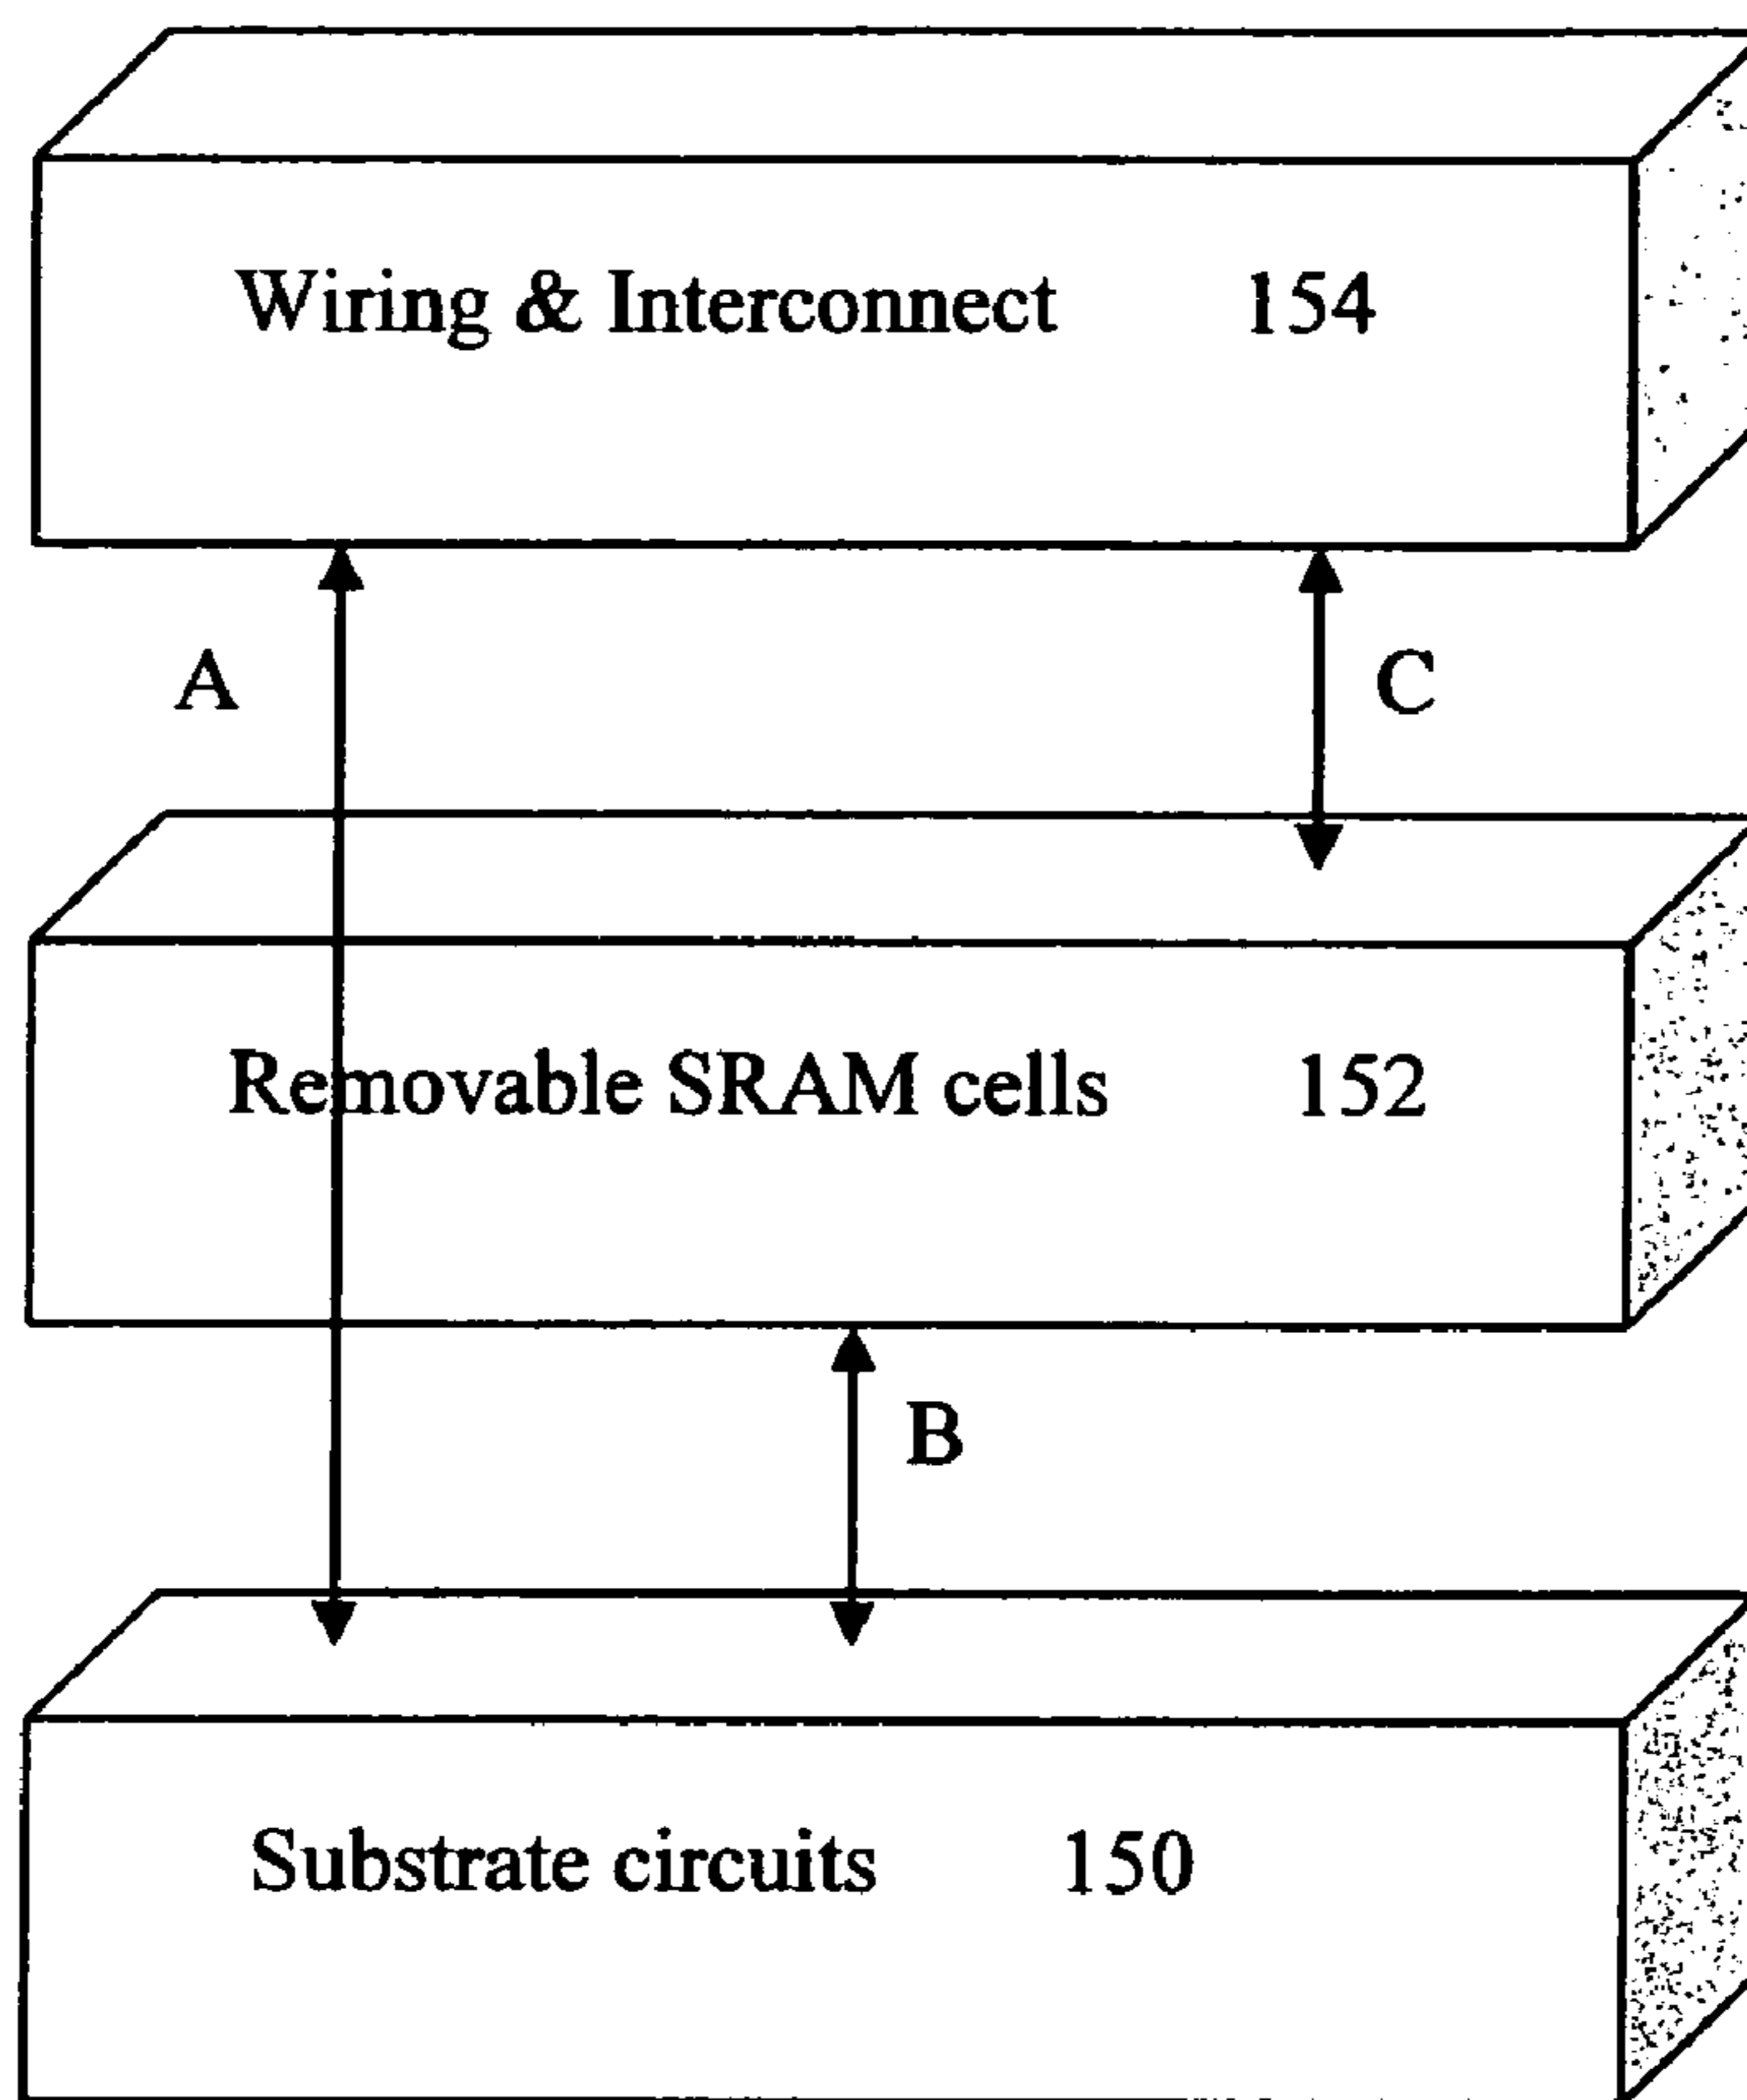 Wiring & Interconnect 154
A
C
Removable SRAM cells 152
B
Substrate circuits 150